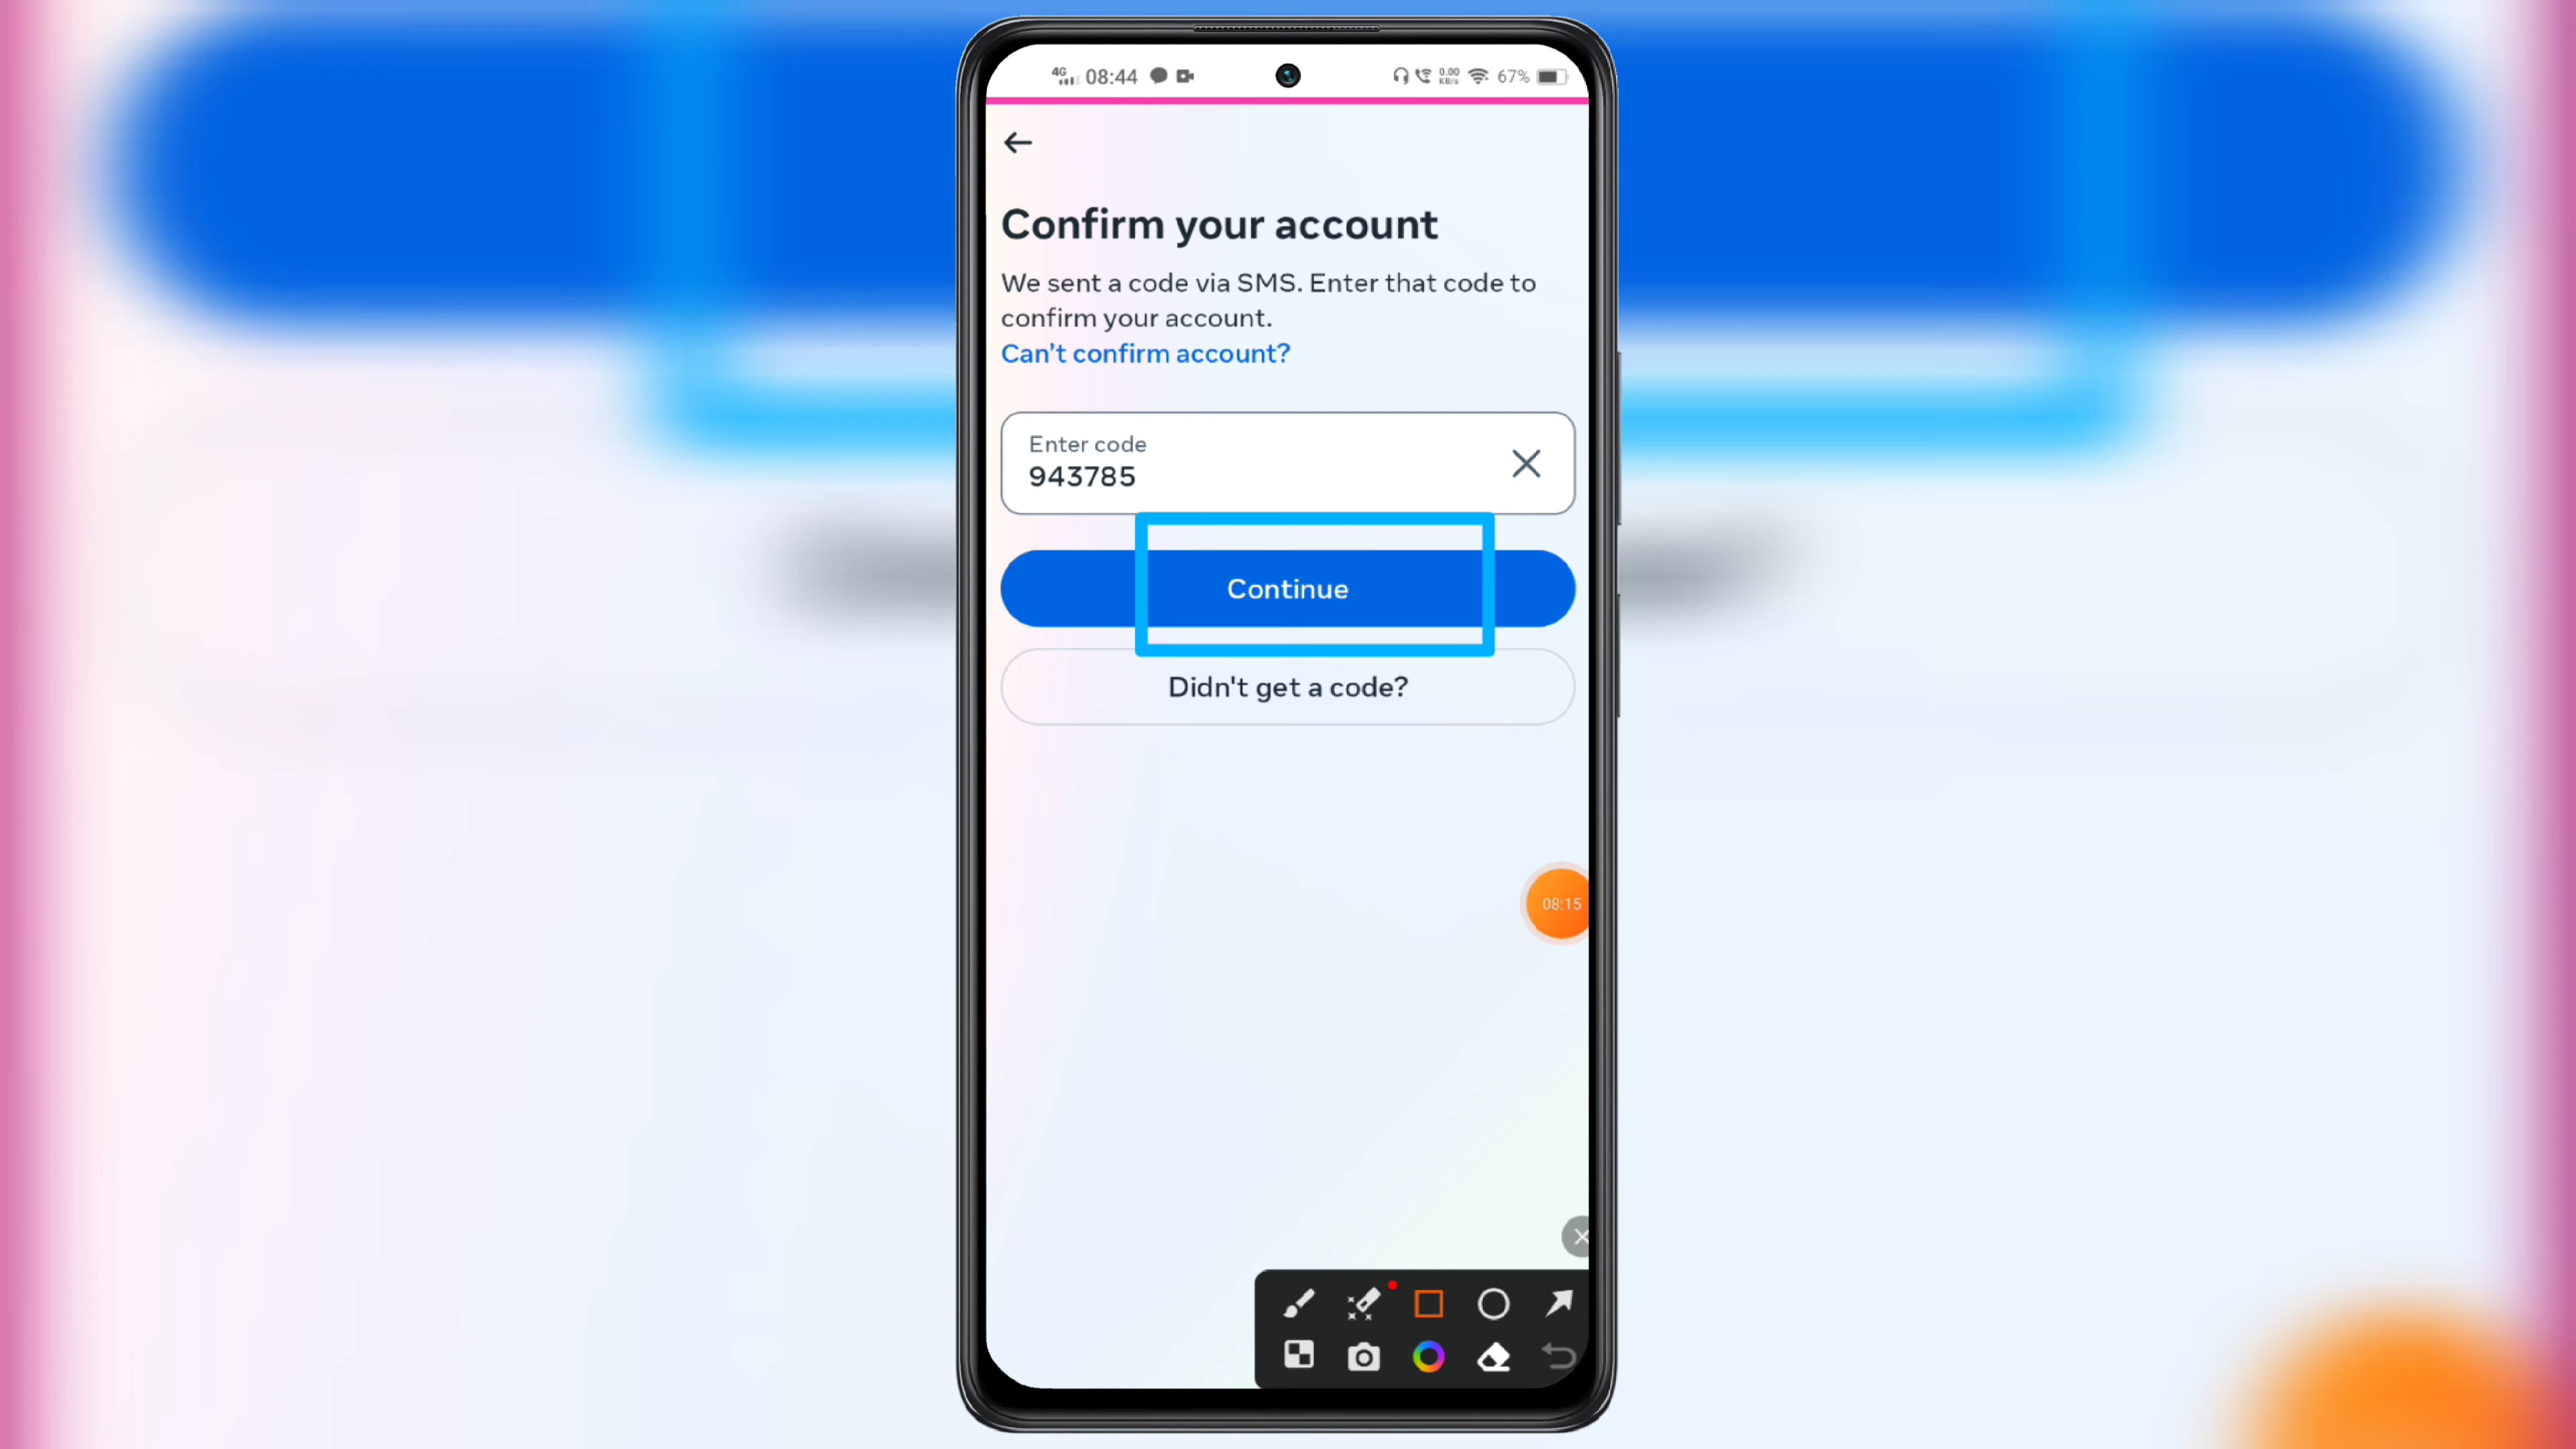 4G 08:44 0.00 KB/s 67%
Confirm your account
We sent a code via SMS. Enter that code to
confirm your account.
Can't confirm account?
Enter code
943785
Continue
Didn't get a code?
08:15